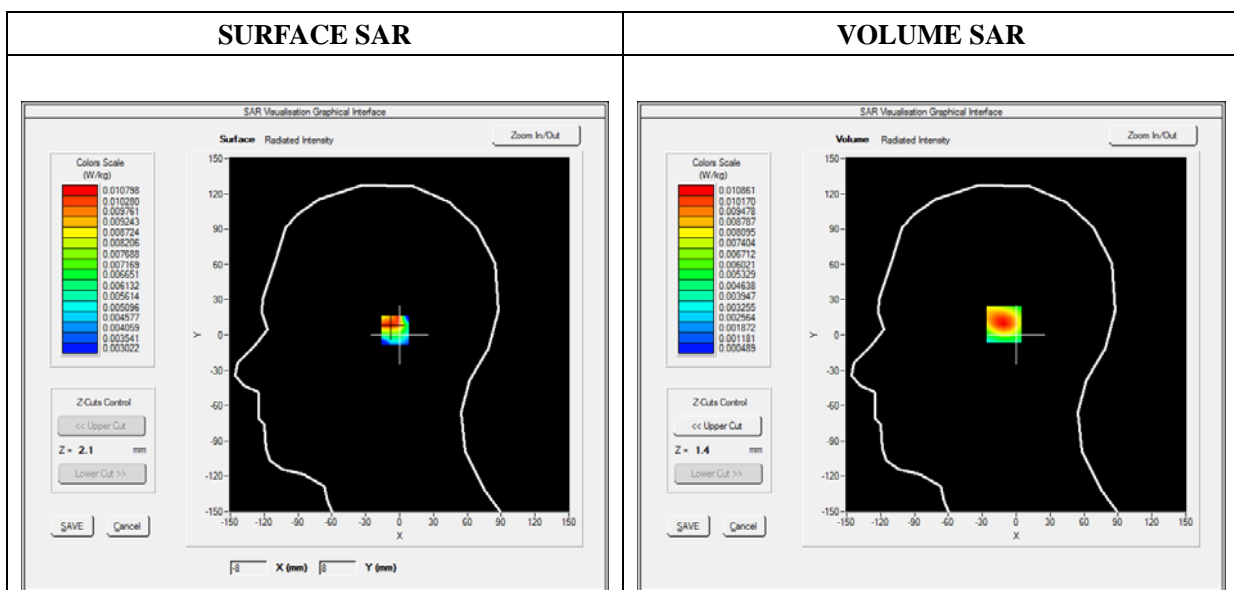 SURFACE SAR
VOLUME SAR
SAR Visualisation Graphical Interface
Surface Radiated Intensity
Zoom In/Out
Colors Scale
(W/kg)
0.010798
0.010280
0.009761
0.009243
0.008724
0.008206
0.007688
0.007169
0.006651
0.006132
0.005614
0.005096
0.004577
0.004059
0.003541
0.003022
150
120
90
60
30
0
-30
-60
-90
-120
-150
Y
-150 -120 -90 -60 -30 0 30 60 90 120 150
X
Z-Cuts Control
<< Upper Cut
Z = 2.1 mm
Lower Cut >>
SAVE Cancel
-8 X (mm) 8 Y (mm)
SAR Visualisation Graphical Interface
Volume Radiated Intensity
Zoom In/Out
Colors Scale
(W/kg)
0.010861
0.010170
0.009478
0.008787
0.008095
0.007404
0.006712
0.006021
0.005329
0.004638
0.003947
0.003255
0.002564
0.001872
0.001181
0.000489
150
120
90
60
30
0
-30
-60
-90
-120
-150
Y
-150 -120 -90 -60 -30 0 30 60 90 120 150
X
Z-Cuts Control
<< Upper Cut
Z = 1.4 mm
Lower Cut >>
SAVE Cancel